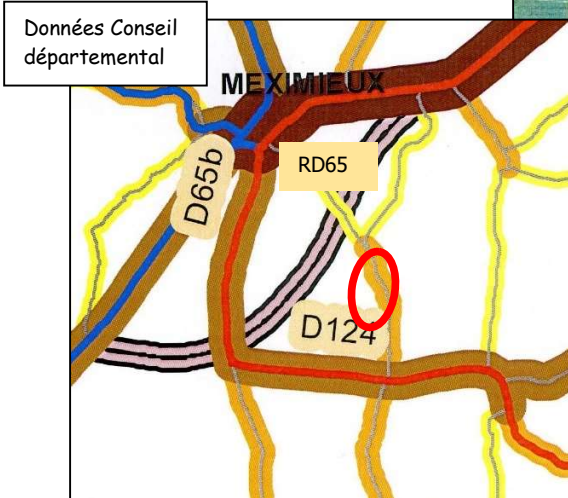 Données Conseil
départemental
MEXIMIEUX
D65b
RD65
D124